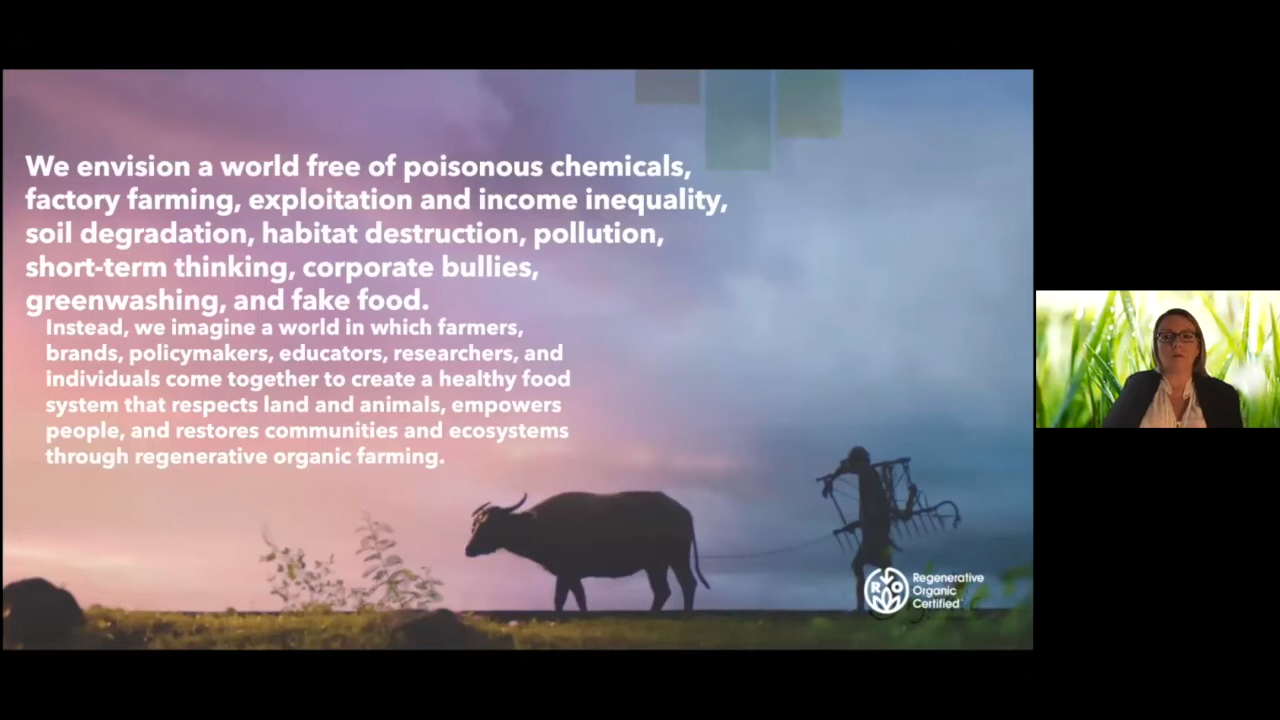 We envision a world free of poisonous chemicals,
factory farming, exploitation and income inequality,
soil degradation, habitat destruction, pollution,
short-term thinking, corporate bullies,
greenwashing, and fake food.
Instead, we imagine a world in which farmers,
brands, policymakers, educators, researchers, and
individuals come together to create a healthy food
system that respects land and animals, empowers
people, and restores communities and ecosystems
through regenerative organic farming.
R O
Regenerative
Organic
Certified